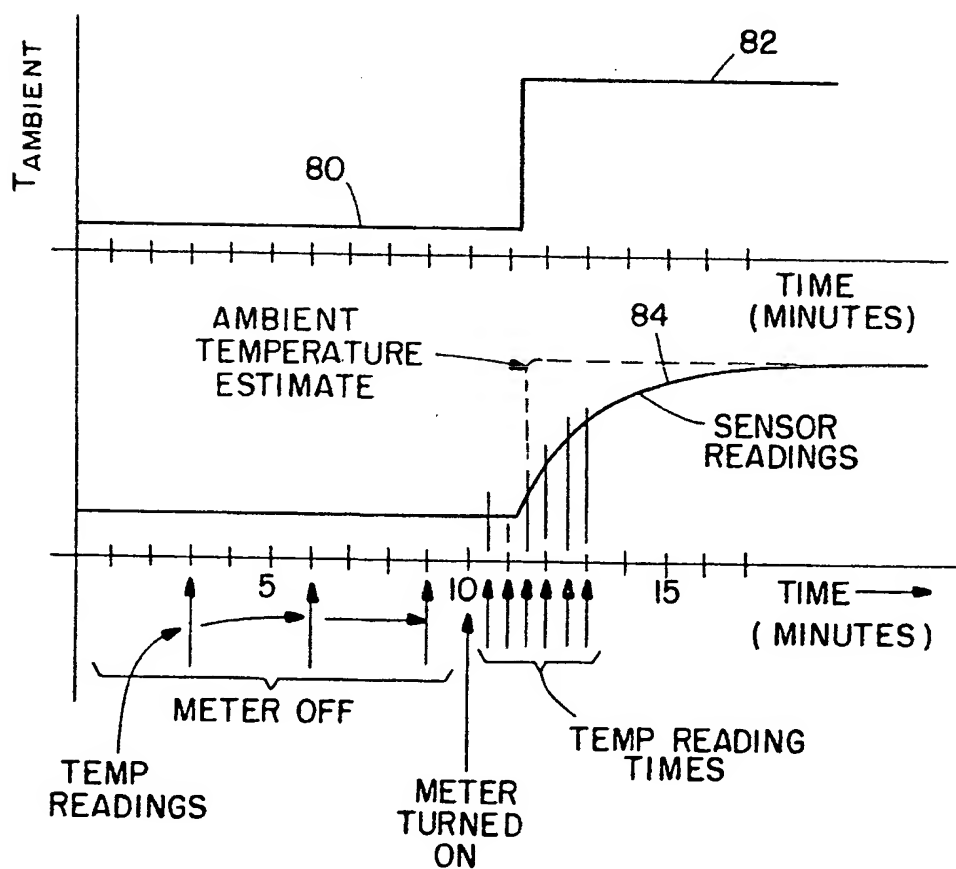 TAMBIENT
82
80
TIME
(MINUTES)
AMBIENT
TEMPERATURE
ESTIMATE
84
SENSOR
READINGS
5
10
15
TIME
(MINUTES)
METER OFF
TEMP
READINGS
METER
TURNED
ON
TEMP READING
TIMES